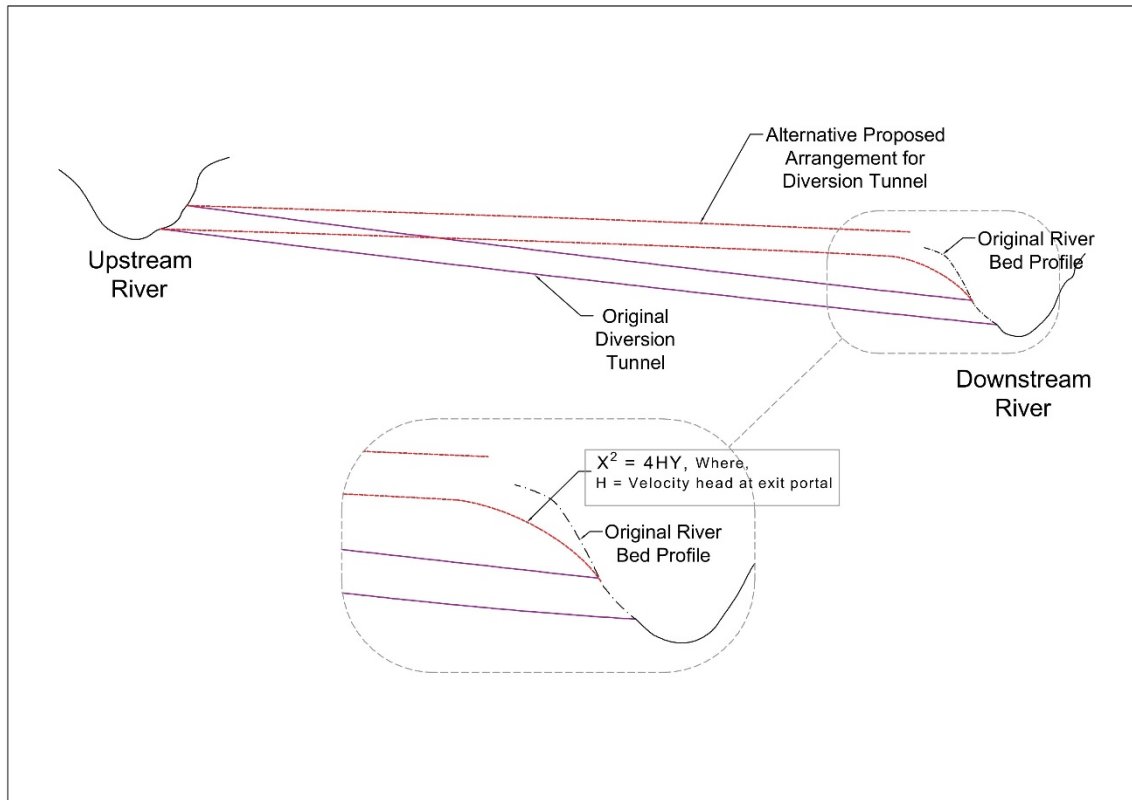 Alternative Proposed
Arrangement for
Diversion Tunnel
Original River
Bed Profile
Upstream
River
Original
Diversion
Tunnel
Downstream
River
X² = 4HY, Where,
H = Velocity head at exit portal
Original River
Bed Profile